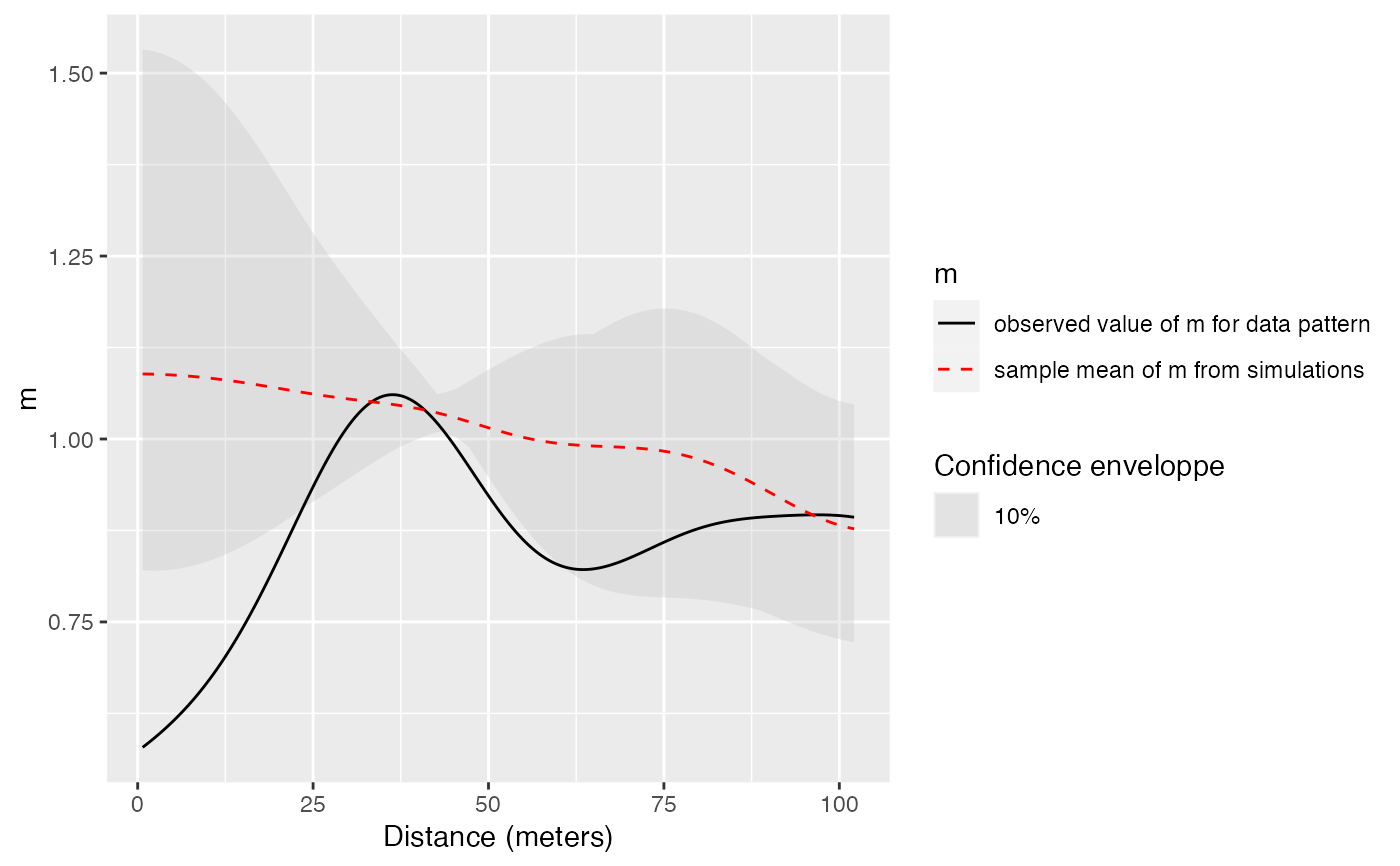 1.50
1.25
1.00
0.75
m
0
25
50
75
100
Distance (meters)
m
observed value of m for data pattern
sample mean of m from simulations
Confidence enveloppe
10%